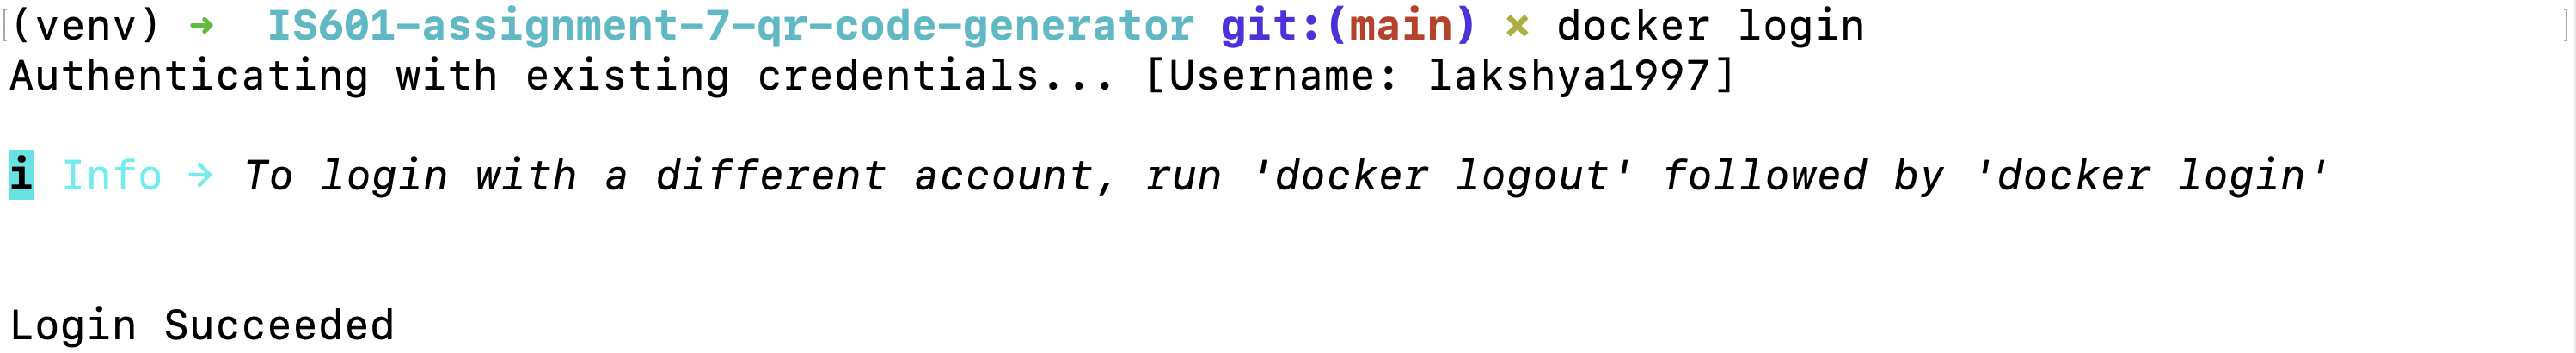 (venv) ➜  IS601-assignment-7-qr-code-generator git:(main) ✗ docker login
Authenticating with existing credentials... [Username: lakshya1997]
i Info → To login with a different account, run 'docker logout' followed by 'docker login'
Login Succeeded